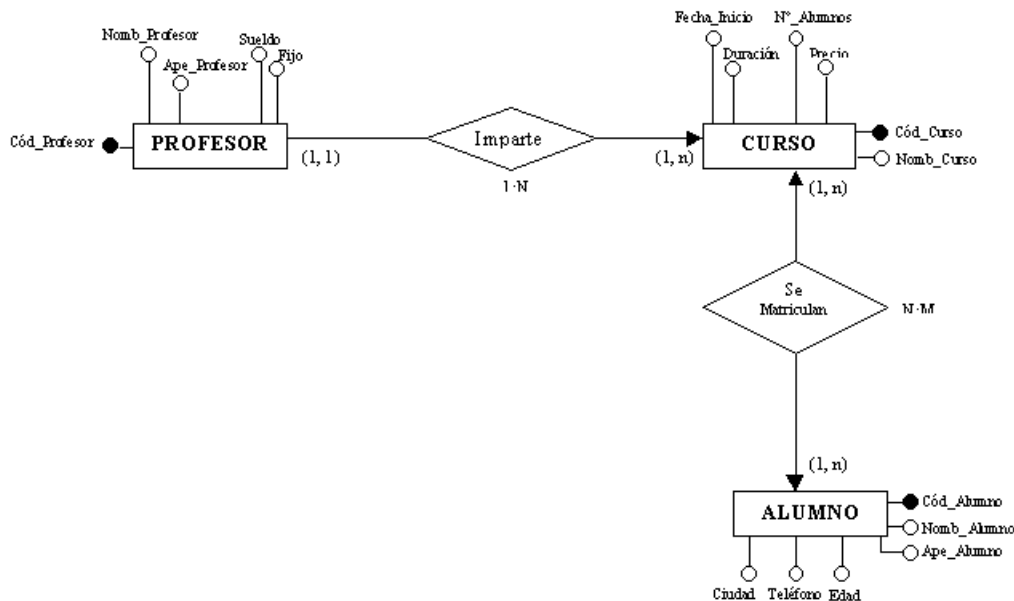 Fecha_Inicio
Nº_Alumnos
Nomb_Profesor
Sueldo
Fijo
Ape_Profesor
Duración
Precio
Cód_Profesor
PROFESOR
(1, 1)
Imparte
1:N
(1, n)
CURSO
Cód_Curso
Nomb_Curso
(1, n)
Se
Matriculan
N:M
(1, n)
ALUMNO
Cód_Alumno
Nomb_Alumno
Ape_Alumno
Ciudad
Teléfono
Edad